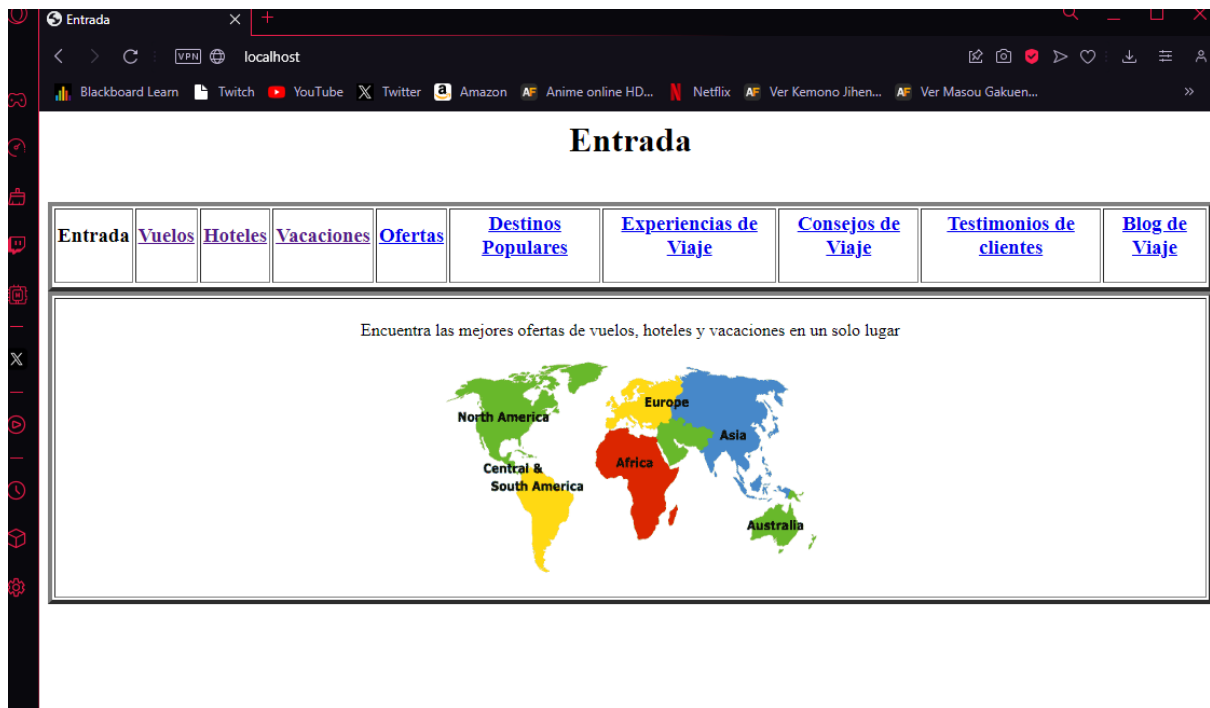 Entrada
VPN localhost
Blackboard Learn Twitch YouTube Twitter Amazon Anime online HD... Netflix Ver Kemono Jihen... Ver Masou Gakuen...
Entrada
Entrada Vuelos Hoteles Vacaciones Ofertas Destinos Populares Experiencias de Viaje Consejos de Viaje Testimonios de clientes Blog de Viaje
Encuentra las mejores ofertas de vuelos, hoteles y vacaciones en un solo lugar
North America
Europe
Asia
Central &
South America
Africa
Australia